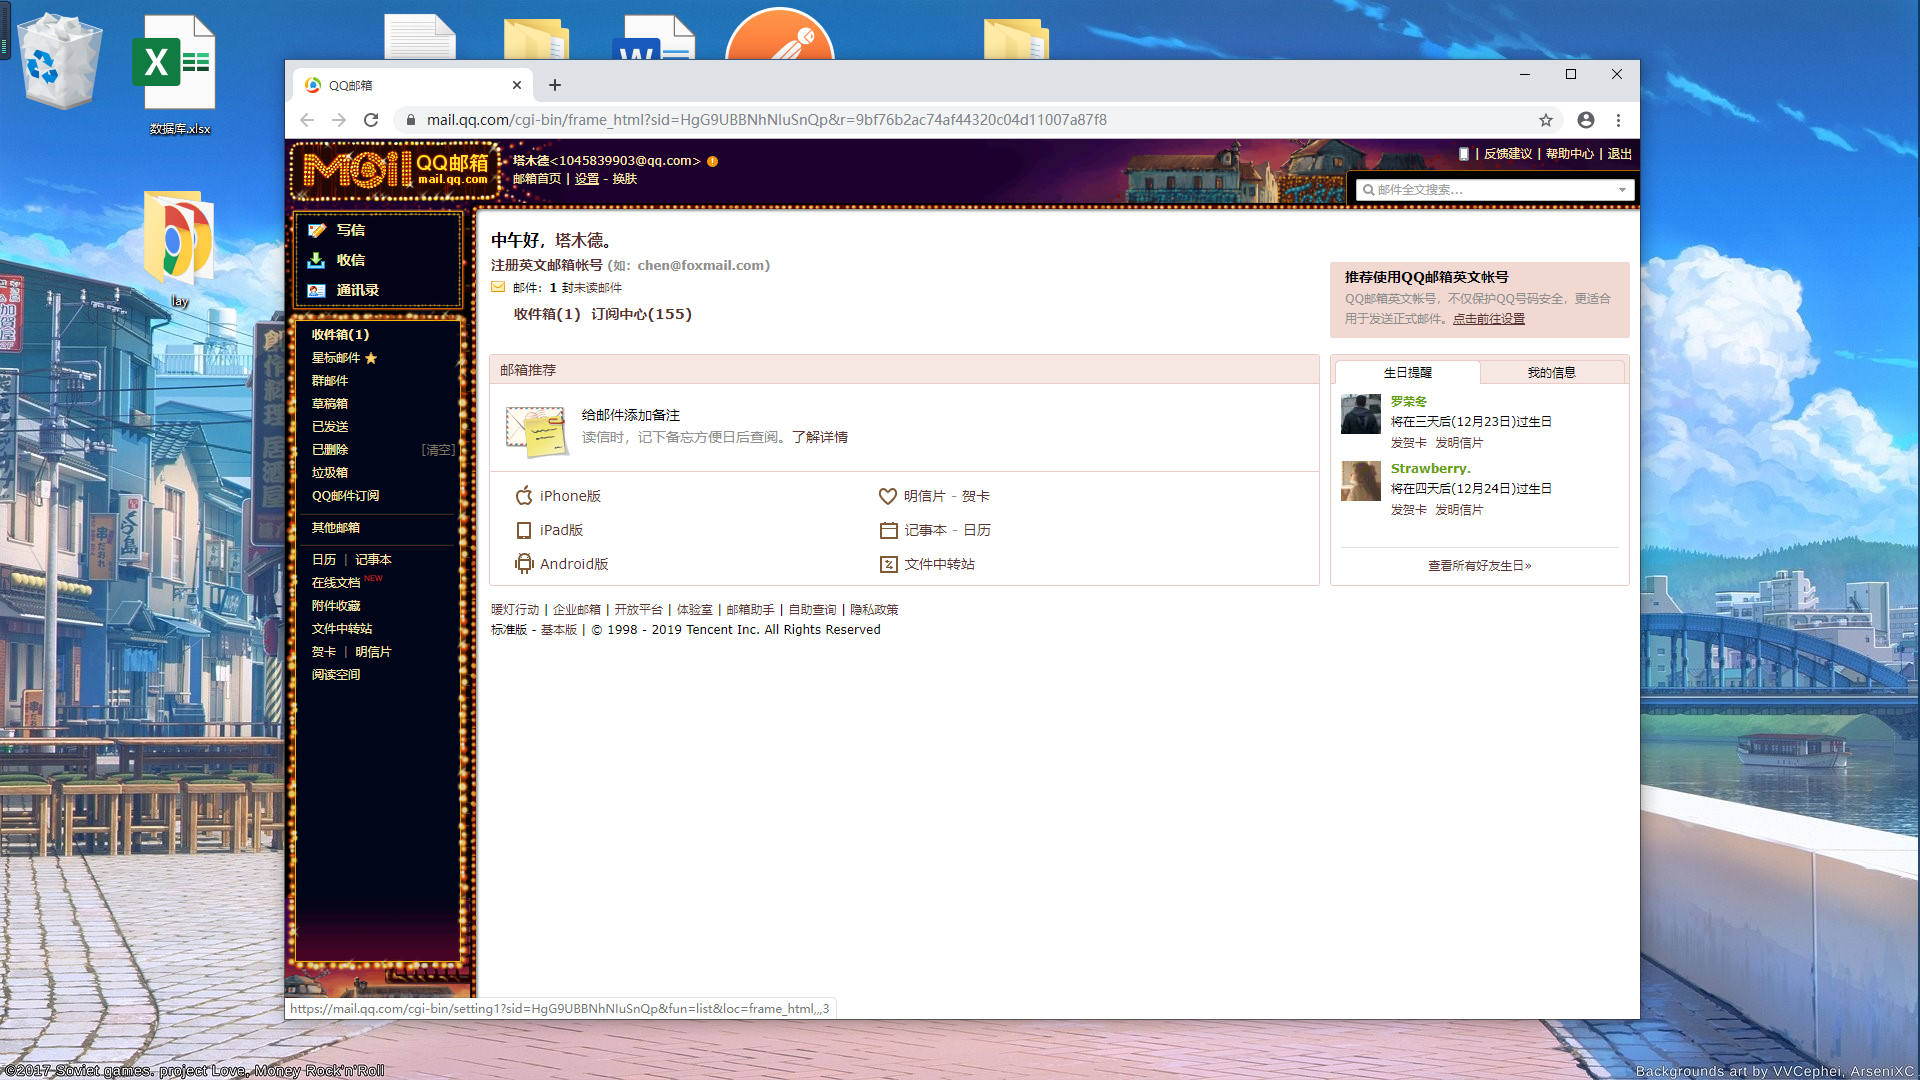 数据库.xlsx
lay
QQ邮箱
mail.qq.com/cgi-bin/frame_html?sid=HgG9UBBNhNIuSnQp&r=9bf76b2ac74af44320c04d11007a87f8
Mail QQ邮箱
mail.qq.com
塔木德<1045839903@qq.com>
邮箱首页 | 设置 - 换肤
| 反馈建议 | 帮助中心 | 退出
邮件全文搜索...
写信
收信
通讯录
收件箱(1)
星标邮件
群邮件
草稿箱
已发送
已删除 [清空]
垃圾箱
QQ邮件订阅
其他邮箱
日历 | 记事本
在线文档 NEW
附件收藏
文件中转站
贺卡 | 明信片
阅读空间
中午好，塔木德。
注册英文邮箱帐号 (如：chen@foxmail.com)
邮件：1 封未读邮件
收件箱(1) 订阅中心(155)
推荐使用QQ邮箱英文帐号
QQ邮箱英文帐号，不仅保护QQ号码安全，更适合
用于发送正式邮件。点击前往设置
邮箱推荐
给邮件添加备注
读信时，记下备忘方便日后查阅。了解详情
iPhone版
明信片 - 贺卡
iPad版
记事本 - 日历
Android版
文件中转站
生日提醒 我的信息
罗荣冬
将在三天后(12月23日)过生日
发贺卡 发明信片
Strawberry.
将在四天后(12月24日)过生日
发贺卡 发明信片
查看所有好友生日»
暖灯行动 | 企业邮箱 | 开放平台 | 体验室 | 邮箱助手 | 自助查询 | 隐私政策
标准版 - 基本版 | © 1998 - 2019 Tencent Inc. All Rights Reserved
https://mail.qq.com/cgi-bin/setting1?sid=HgG9UBBNhNIuSnQp&fun=list&loc=frame_html,,,3
©2017 Soviet games. project Love, Money Rock'n'Roll
Backgrounds art by VVCephei, ArseniXC